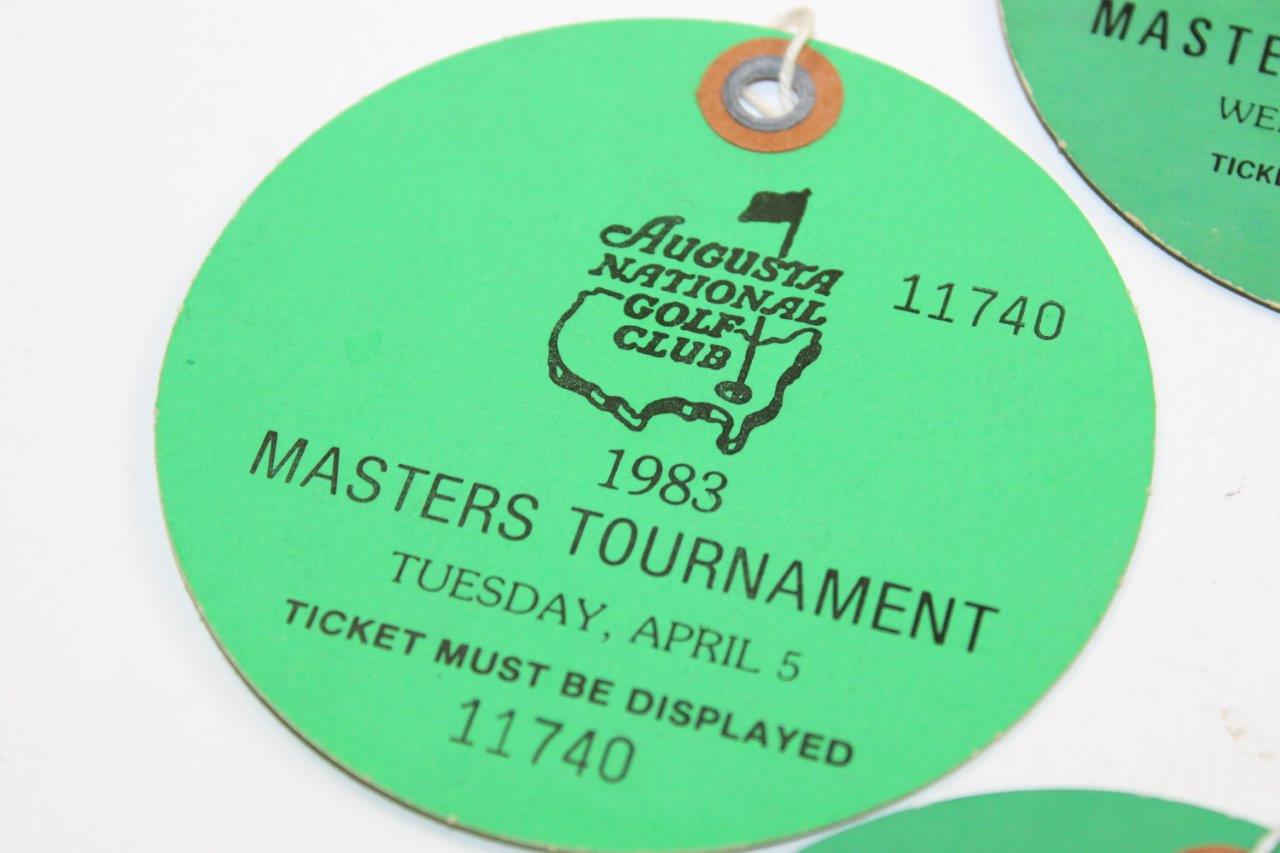 AUGUSTA
NATIONAL
GOLF
CLUB
11740
1983
MASTERS TOURNAMENT
TUESDAY, APRIL 5
TICKET MUST BE DISPLAYED
11740